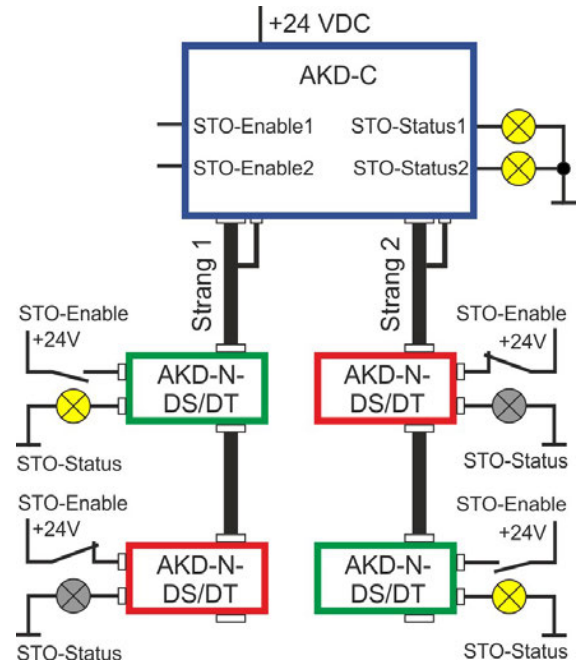 +24 VDC
AKD-C
STO-Enable1
STO-Status1
STO-Enable2
STO-Status2
Strang 1
Strang 2
STO-Enable
+24V
AKD-N-
DS/DT
STO-Status
STO-Enable
+24V
AKD-N-
DS/DT
STO-Status
STO-Enable
+24V
AKD-N-
DS/DT
STO-Status
STO-Enable
+24V
AKD-N-
DS/DT
STO-Status